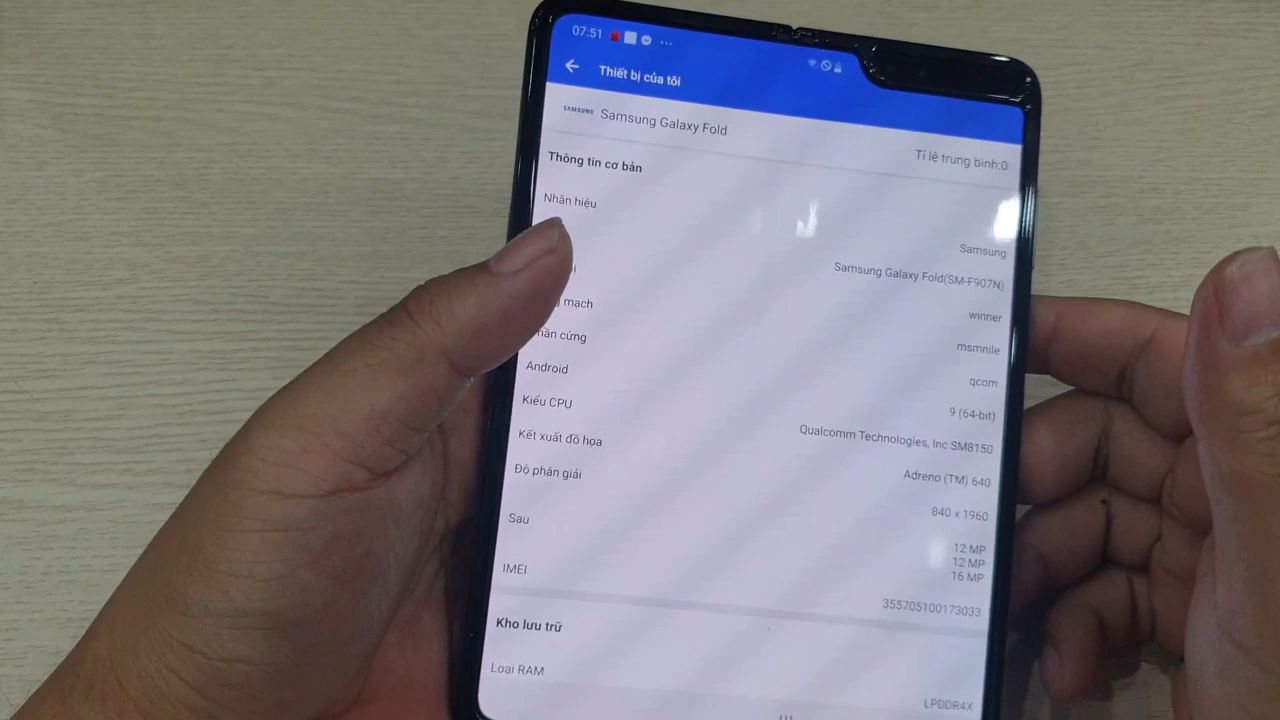 07:51
Thiết bị của tôi
SAMSUNG Samsung Galaxy Fold
Tỉ lệ trung bình:0
Thông tin cơ bản
Nhãn hiệu
Samsung
Samsung Galaxy Fold(SM-F907N)
mạch
winner
cứng
msmnile
Android
qcom
Kiểu CPU
9 (64-bit)
Kết xuất đồ họa
Qualcomm Technologies, Inc SM8150
Độ phân giải
Adreno (TM) 640
840 x 1960
Sau
12 MP
12 MP
16 MP
IMEI
355705100173033
Kho lưu trữ
Loại RAM
LPDDR4X